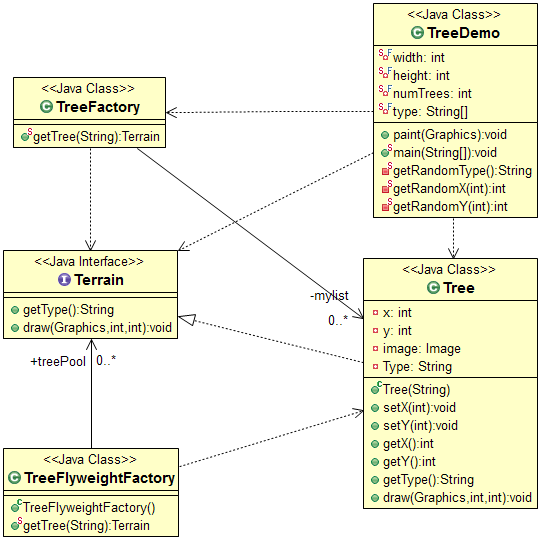 <<Java Class>>
TreeDemo
width: int
height: int
numTrees: int
type: String[]
paint(Graphics):void
main(String[]):void
getRandomType():String
getRandomX(int):int
getRandomY(int):int
<<Java Class>>
TreeFactory
getTree(String):Terrain
<<Java Interface>>
Terrain
getType():String
draw(Graphics,int,int):void
-mylist
0..*
<<Java Class>>
Tree
x: int
y: int
image: Image
Type: String
Tree(String)
setX(int):void
setY(int):void
getX():int
getY():int
getType():String
draw(Graphics,int,int):void
+treePool
0..*
<<Java Class>>
TreeFlyweightFactory
TreeFlyweightFactory()
getTree(String):Terrain